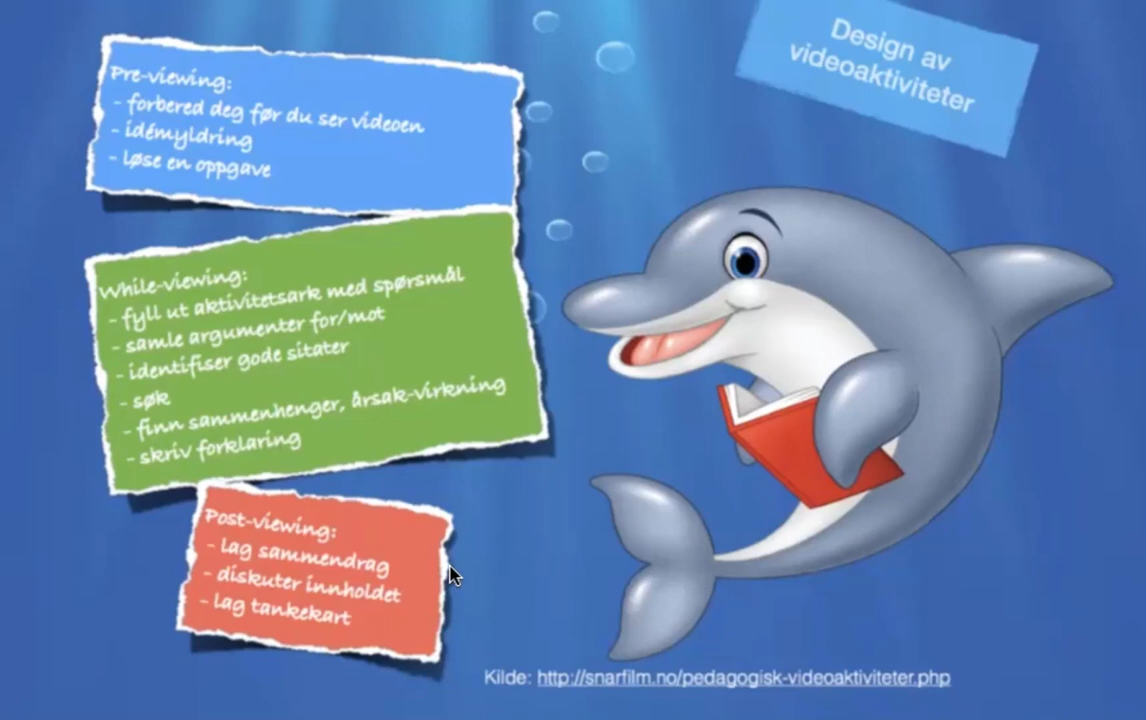 Design av
videoaktiviteter
Pre-viewing:
- forbered deg før du ser videoen
- idémyldring
- løse en oppgave
While-viewing:
- fyll ut aktivitetsark med spørsmål
- samle argumenter for/mot
- identifiser gode sitater
- søk
- finn sammenhenger, årsak-virkning
- skriv forklaring
Post-viewing:
- lag sammendrag
- diskuter innholdet
- lag tankekart
Kilde: http://snarfilm.no/pedagogisk-videoaktiviteter.php